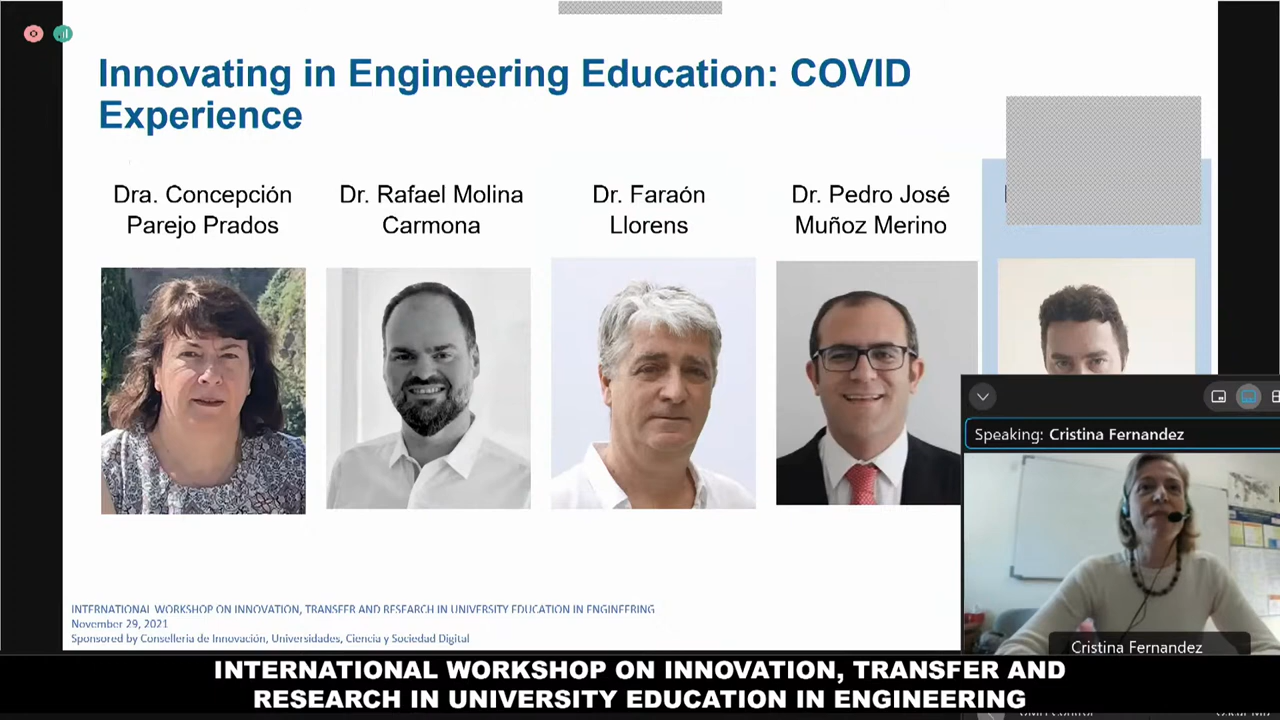 Innovating in Engineering Education: COVID
Experience
Dra. Concepción
Parejo Prados
Dr. Rafael Molina
Carmona
Dr. Faraón
Llorens
Dr. Pedro José
Muñoz Merino
Speaking: Cristina Fernandez
Cristina Fernandez
INTERNATIONAL WORKSHOP ON INNOVATION, TRANSFER AND RESEARCH IN UNIVERSITY EDUCATION IN ENGINEERING
November 29, 2021
Sponsored by Conselleria de Innovación, Universidades, Ciencia y Sociedad Digital
INTERNATIONAL WORKSHOP ON INNOVATION, TRANSFER AND
RESEARCH IN UNIVERSITY EDUCATION IN ENGINEERING